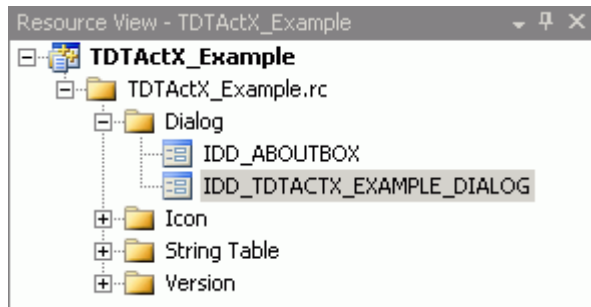 Resource View - TDTActX_Example
TDTActX_Example
TDTActX_Example.rc
Dialog
IDD_ABOUTBOX
IDD_TDTACTX_EXAMPLE_DIALOG
Icon
String Table
Version